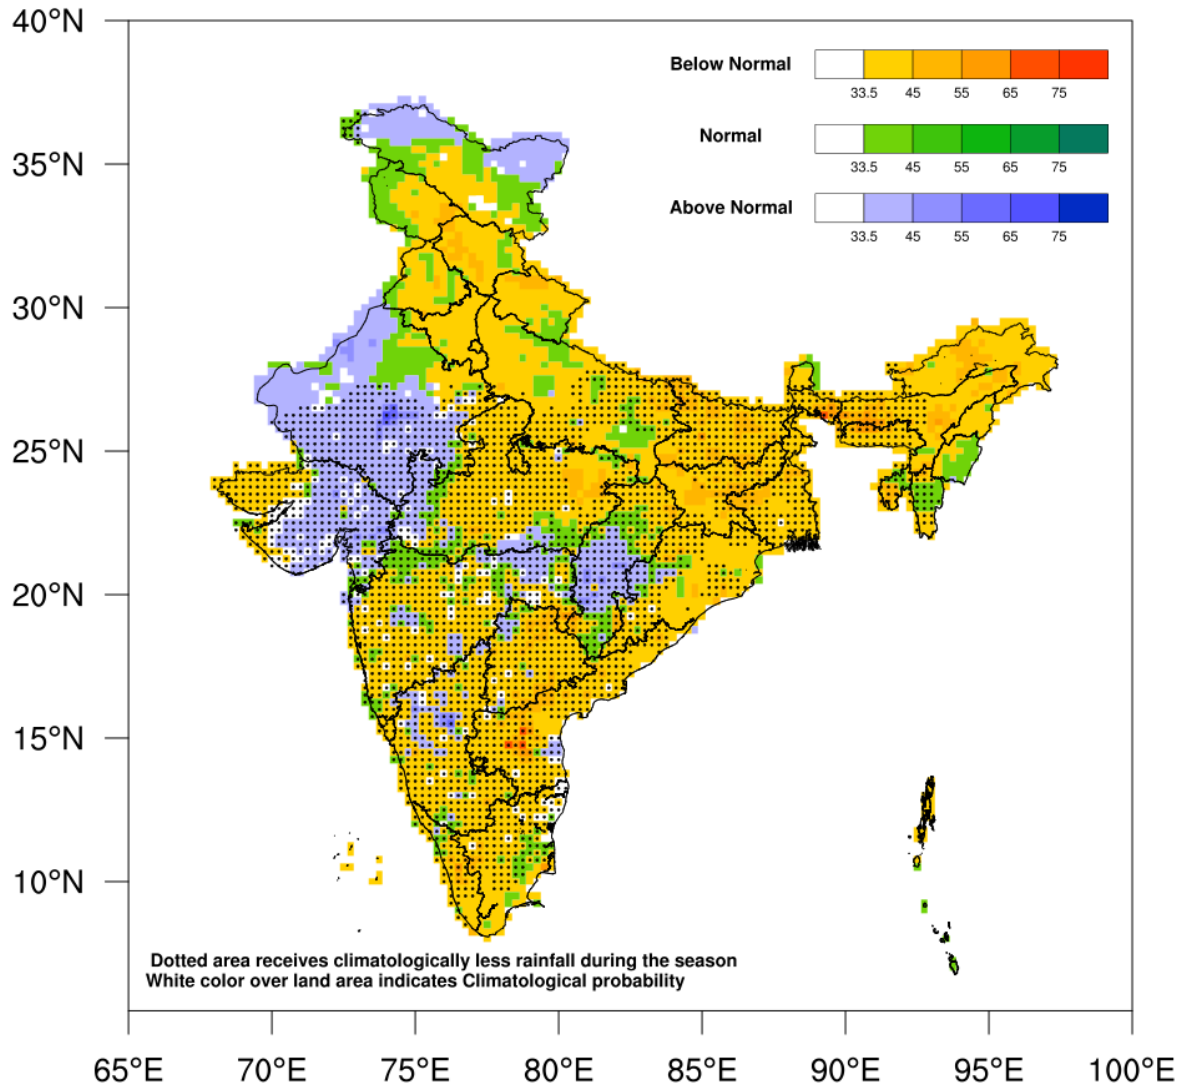 40°N
Below Normal
33.5 45 55 65 75
Normal
33.5 45 55 65 75
35°N
Above Normal
33.5 45 55 65 75
30°N
25°N
20°N
15°N
10°N
Dotted area receives climatologically less rainfall during the season
White color over land area indicates Climatological probability
65°E 70°E 75°E 80°E 85°E 90°E 95°E 100°E